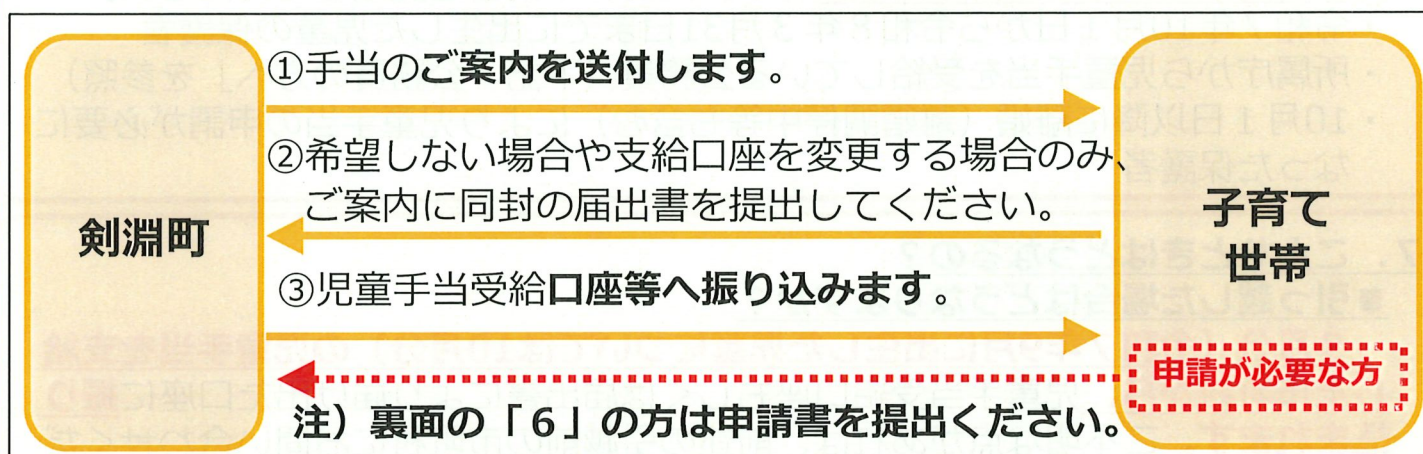 ①手当のご案内を送付します。
②希望しない場合や支給口座を変更する場合のみ、
ご案内に同封の届出書を提出してください。
剣淵町
子育て
世帯
③児童手当受給口座等へ振り込みます。
申請が必要な方
注）裏面の「６」の方は申請書を提出ください。